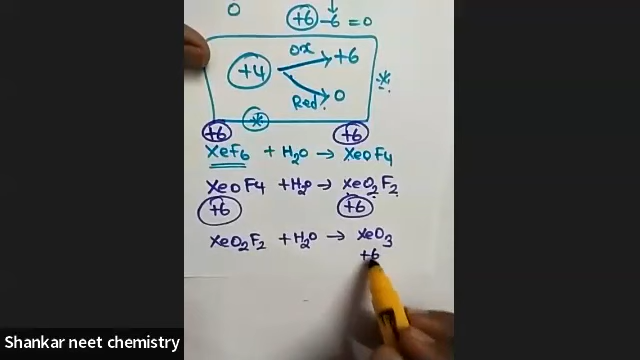 0 +6 -6 = 0
+4 ox +6
Red. 0
*
*
+6 +6
XeF6 + H2O → XeOF4
XeOF4 + H2O → XeO2F2
+6 +6
XeO2F2 + H2O → XeO3
+6
Shankar neet chemistry